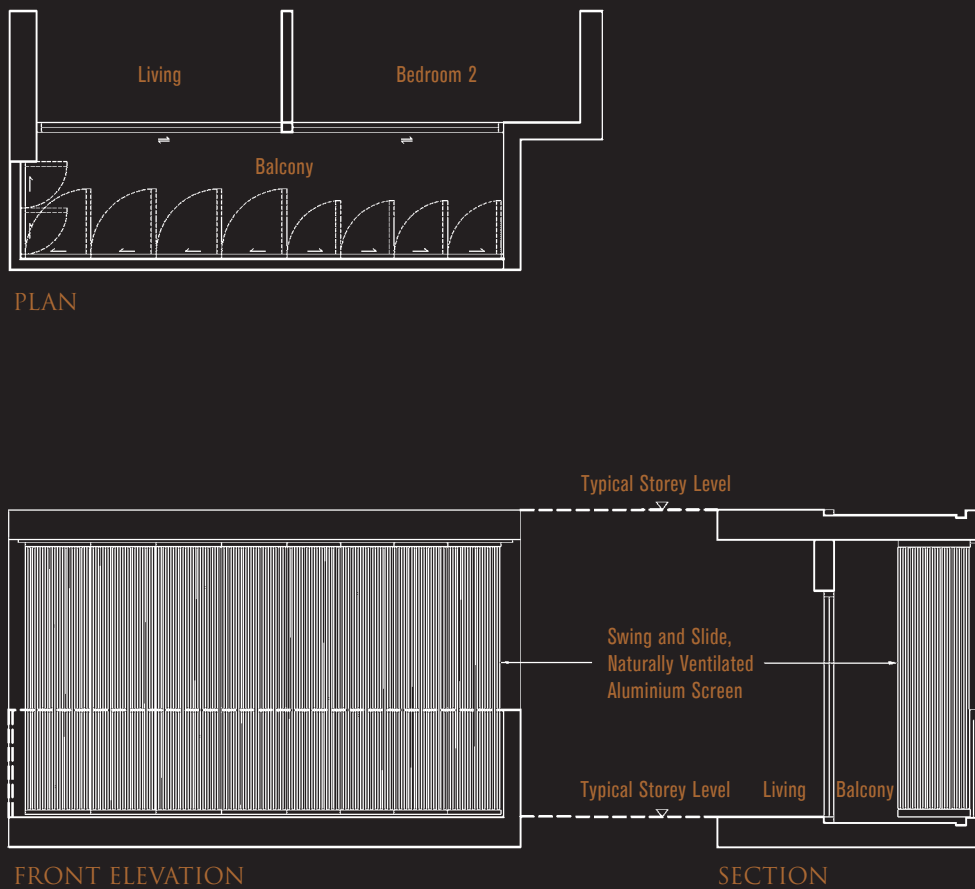 Living
Bedroom 2
Balcony
PLAN
Typical Storey Level
Swing and Slide,
Naturally Ventilated
Aluminium Screen
Typical Storey Level
Living
Balcony
FRONT ELEVATION
SECTION